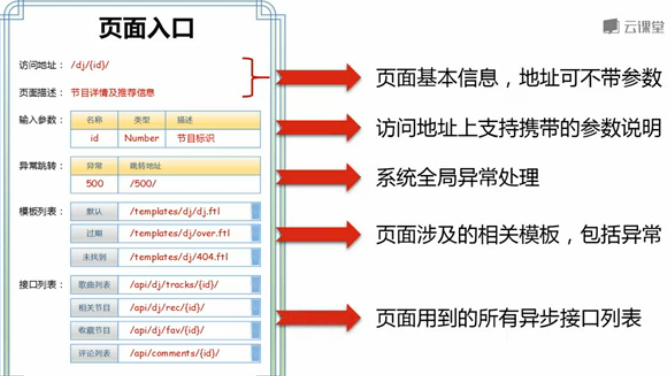 页面入口
云课堂
访问地址： /dj/{id}/
页面描述： 节目详情及推荐信息
页面基本信息，地址可不带参数
输入参数： 名称 类型 描述
id Number 节目标识
访问地址上支持携带的参数说明
异常跳转： 异常 跳转地址
500 /500/
系统全局异常处理
模板列表： 默认 /templates/dj/dj.ftl
过期 /templates/dj/over.ftl
未找到 /templates/dj/404.ftl
页面涉及的相关模板，包括异常
接口列表： 歌曲列表 /api/dj/tracks/{id}/
相关节目 /api/dj/rec/{id}/
收藏节目 /api/dj/fav/{id}/
评论列表 /api/comments/{id}/
页面用到的所有异步接口列表